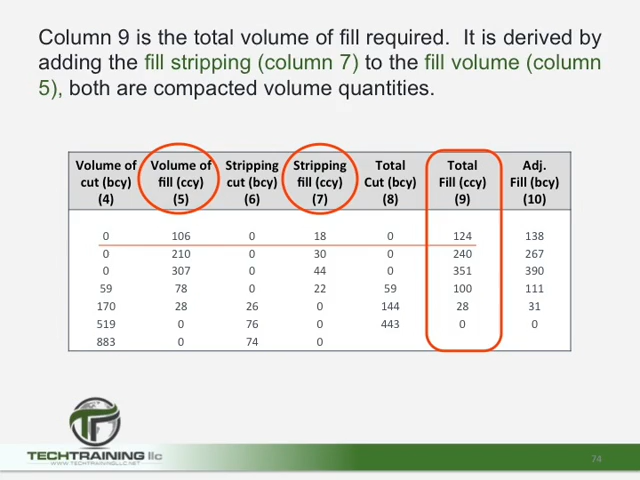 Column 9 is the total volume of fill required.  It is derived by
adding the fill stripping (column 7) to the fill volume (column
5), both are compacted volume quantities.
Volume of Volume of Stripping Stripping Total Total Adj.
cut (bcy) fill (ccy) cut (bcy) fill (ccy) Cut (bcy) Fill (ccy) Fill (bcy)
(4) (5) (6) (7) (8) (9) (10)
0 106 0 18 0 124 138
0 210 0 30 0 240 267
0 307 0 44 0 351 390
59 78 0 22 59 100 111
170 28 26 0 144 28 31
519 0 76 0 443 0 0
883 0 74 0
TECHTRAINING llc
WWW.TECHTRAININGLLC.NET
74